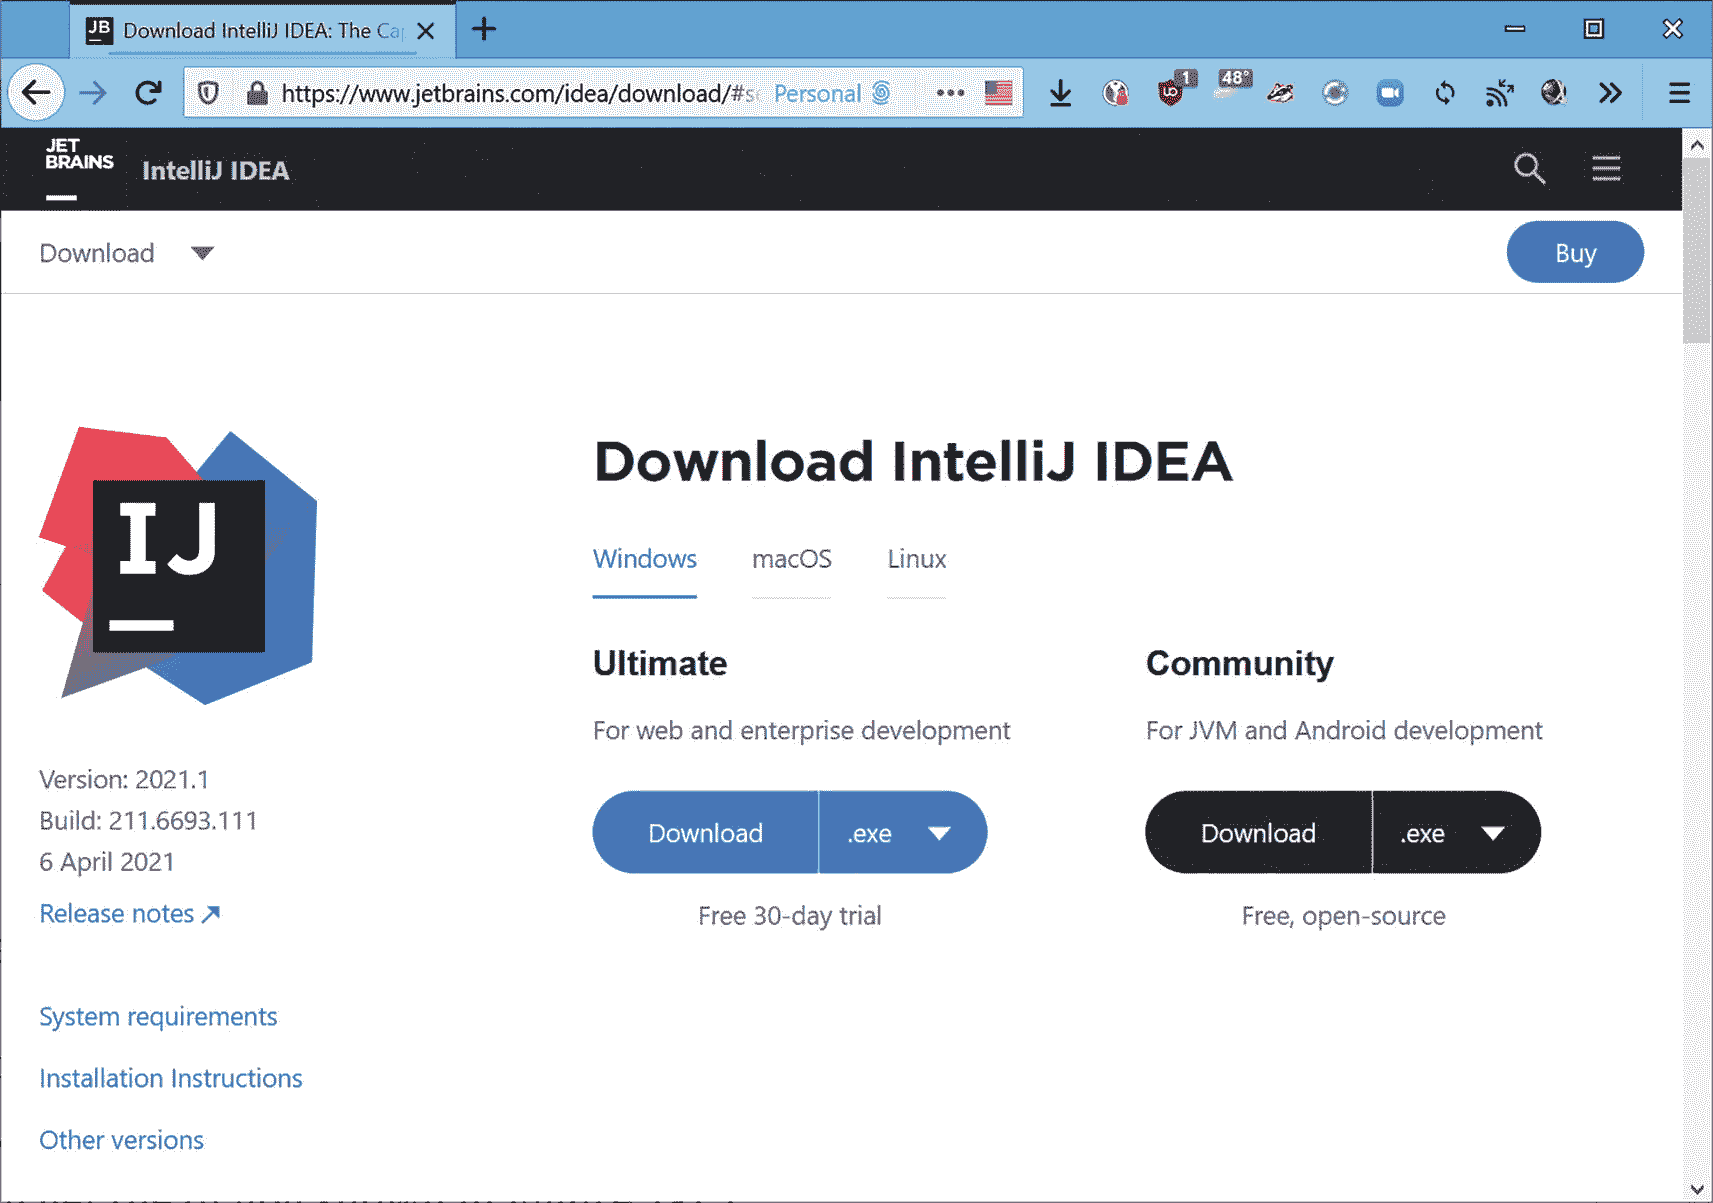 JB Download IntelliJ IDEA: The Ca
https://www.jetbrains.com/idea/download/#s Personal
1
48°
JET
BRAINS
IntelliJ IDEA
Download
Buy
IJ
Download IntelliJ IDEA
Windows macOS Linux
Ultimate
Community
For web and enterprise development
For JVM and Android development
Download .exe
Download .exe
Free 30-day trial
Free, open-source
Version: 2021.1
Build: 211.6693.111
6 April 2021
Release notes
System requirements
Installation Instructions
Other versions